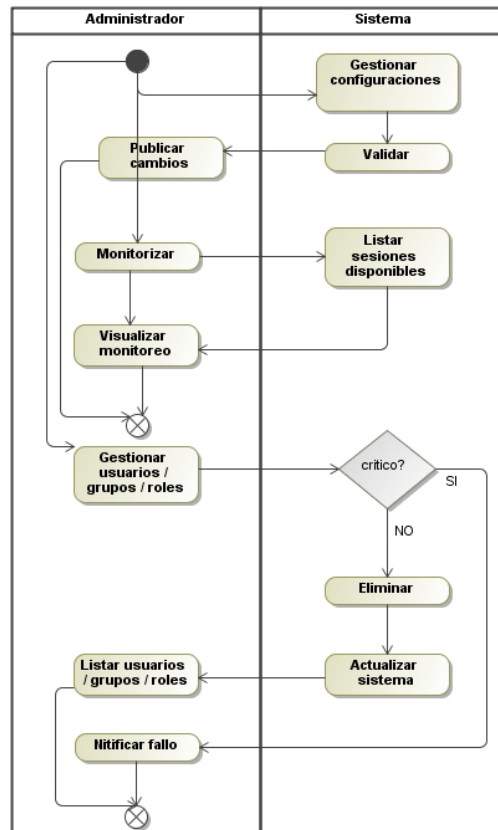 Administrador
Sistema
Gestionar
configuraciones
Publicar
cambios
Validar
Monitorizar
Listar
sesiones
disponibles
Visualizar
monitoreo
Gestionar
usuarios /
grupos / roles
critico?
SI
NO
Eliminar
Listar usuarios
/ grupos / roles
Actualizar
sistema
Nitificar fallo